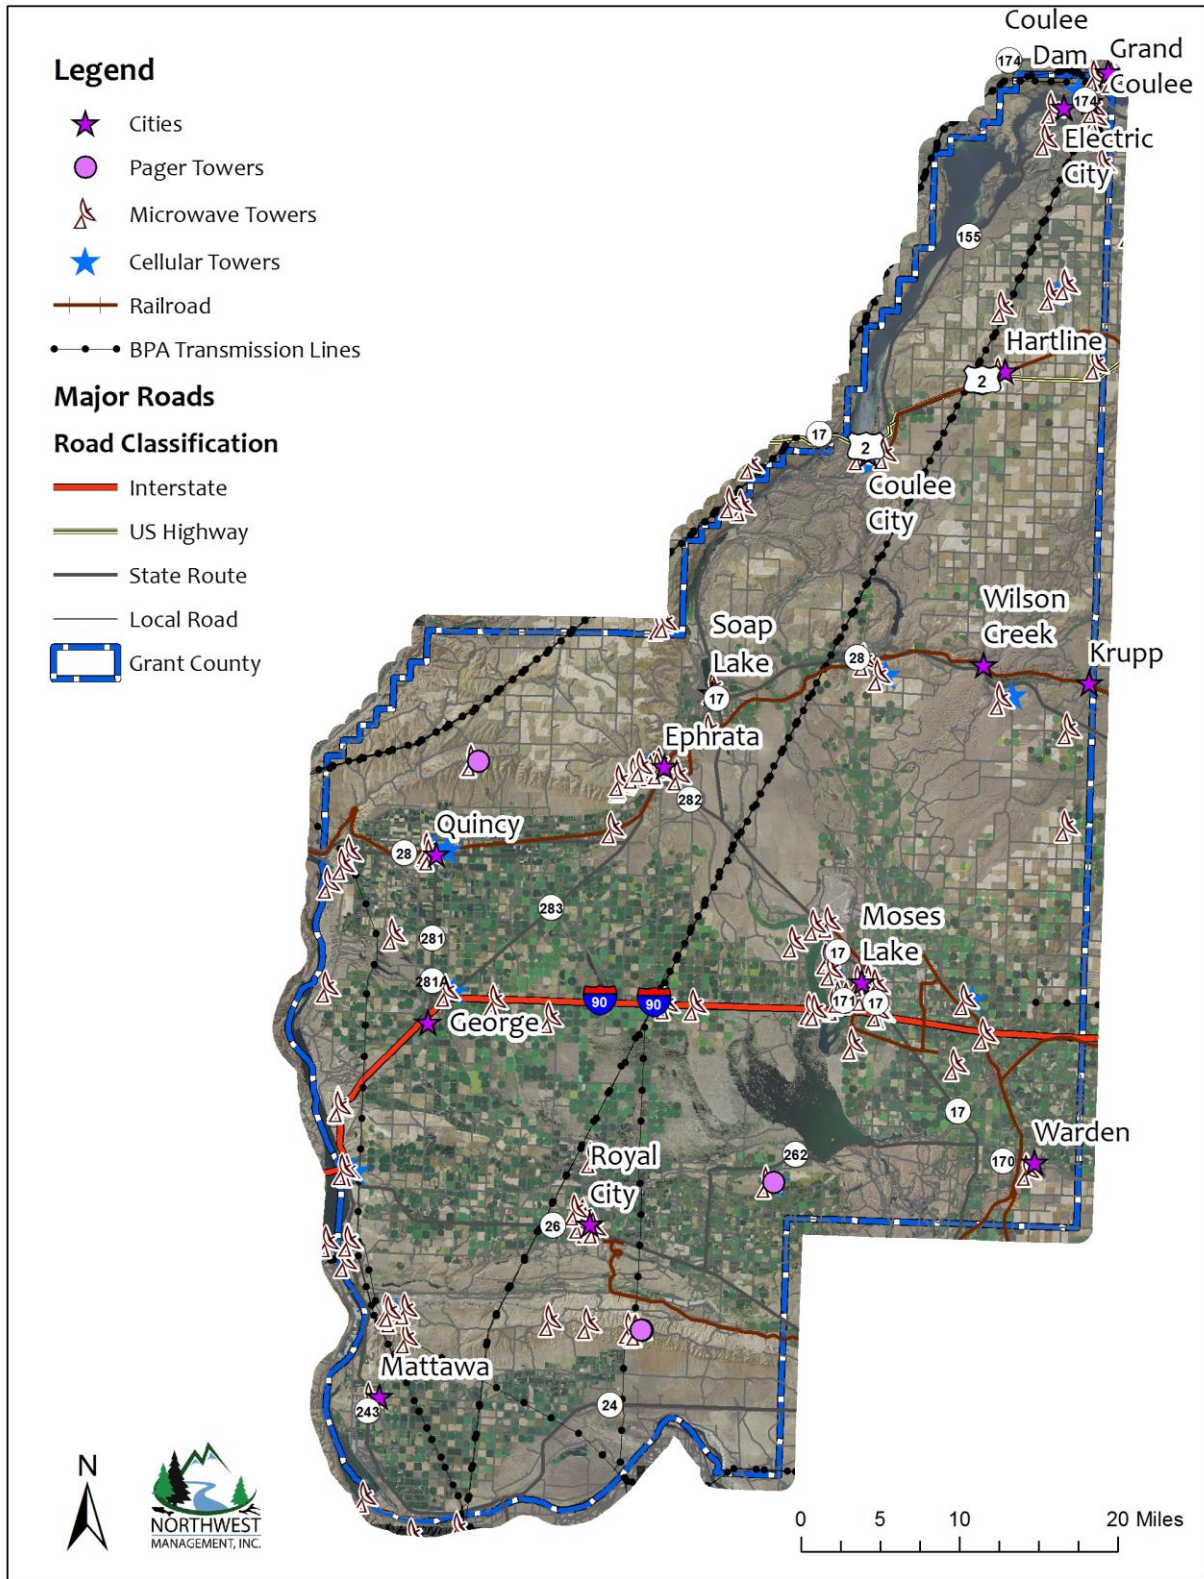 Legend
Cities
Pager Towers
Microwave Towers
Cellular Towers
Railroad
BPA Transmission Lines
Major Roads
Road Classification
Interstate
US Highway
State Route
Local Road
Grant County
Coulee
Dam
174
Grand
Coulee
174
Electric
City
155
Hartline
2
17
2
Coulee
City
Wilson
Creek
Krupp
Soap
Lake
28
17
Ephrata
282
Quincy
28
283
281
281A
Moses
Lake
17
171
17
90
90
George
17
Warden
170
262
Royal
City
26
Mattawa
243
24
N
NORTHWEST
MANAGEMENT, INC.
0 5 10 20 Miles